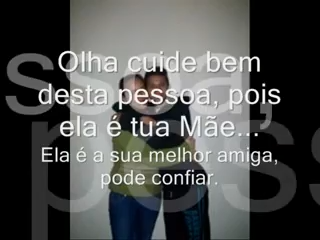 Olha cuide bem
desta pessoa, pois
ela é tua Mãe...
Ela é a sua melhor amiga,
pode confiar.